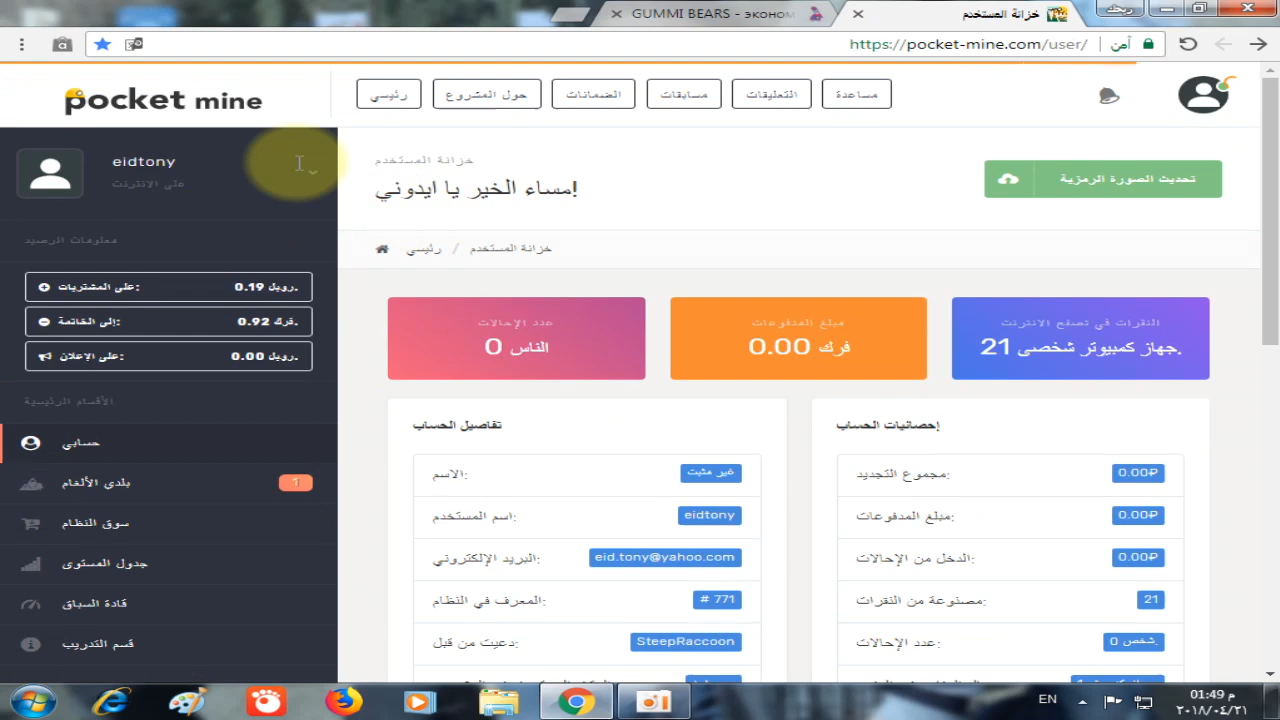 GUMMI BEARS - эконом
خزانة المستخدم
https://pocket-mine.com/user/
آمن
pocket mine
رئيسي
حول المشروع
الضمانات
مسابقات
التعليقات
مساعدة
eidtony
على الانترنت
معلومات الرصيد
على المشتريات: 0.19 روبيل.
إلى الخاتمة: 0.92 فرك.
على الإعلان: 0.00 روبيل.
الأقسام الرئيسية
حسابي
بلدي الألغام 1
سوق النظام
جدول المستوى
قادة السباق
قسم التدريب
خزانة المستخدم
مساء الخير يا ايدوني!
تحديث الصورة الرمزية
رئيسي / خزانة المستخدم
عدد الإحالات
0 الناس
مبلغ المدفوعات
0.00 فرك
النقرات في تصفح الانترنت
21 جهاز كمبيوتر شخصى.
تفاصيل الحساب
الاسم: غير مثبت
اسم المستخدم: eidtony
البريد الإلكتروني: eid.tony@yahoo.com
المعرف في النظام: # 771
دعيت من قبل: SteepRaccoon
إحصائيات الحساب
مجموع التجديد: 0.00₽
مبلغ المدفوعات: 0.00₽
الدخل من الإحالات: 0.00₽
مصنوعة من النقرات: 21
عدد الإحالات: 0 شخص.
EN
01:49 م
٢٠١٨/٠٤/٢١